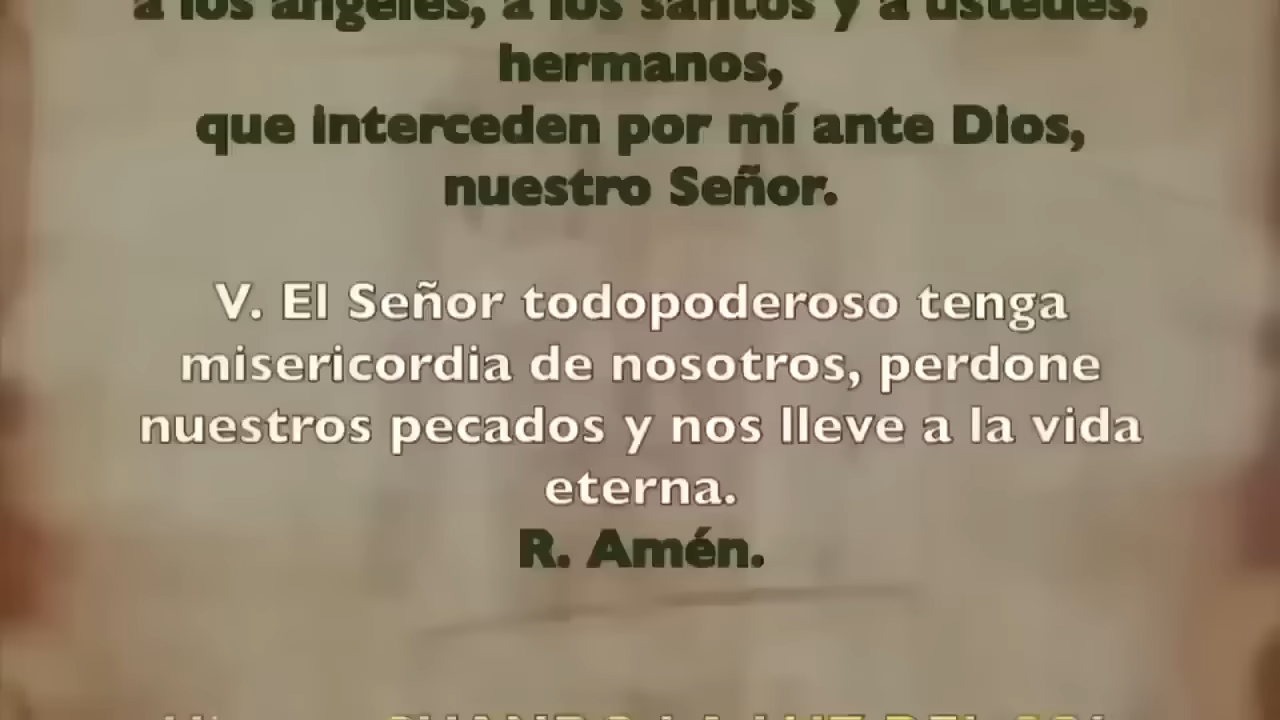 a los ángeles, a los santos y a ustedes,
hermanos,
que interceden por mí ante Dios,
nuestro Señor.
V. El Señor todopoderoso tenga
misericordia de nosotros, perdone
nuestros pecados y nos lleve a la vida
eterna.
R. Amén.